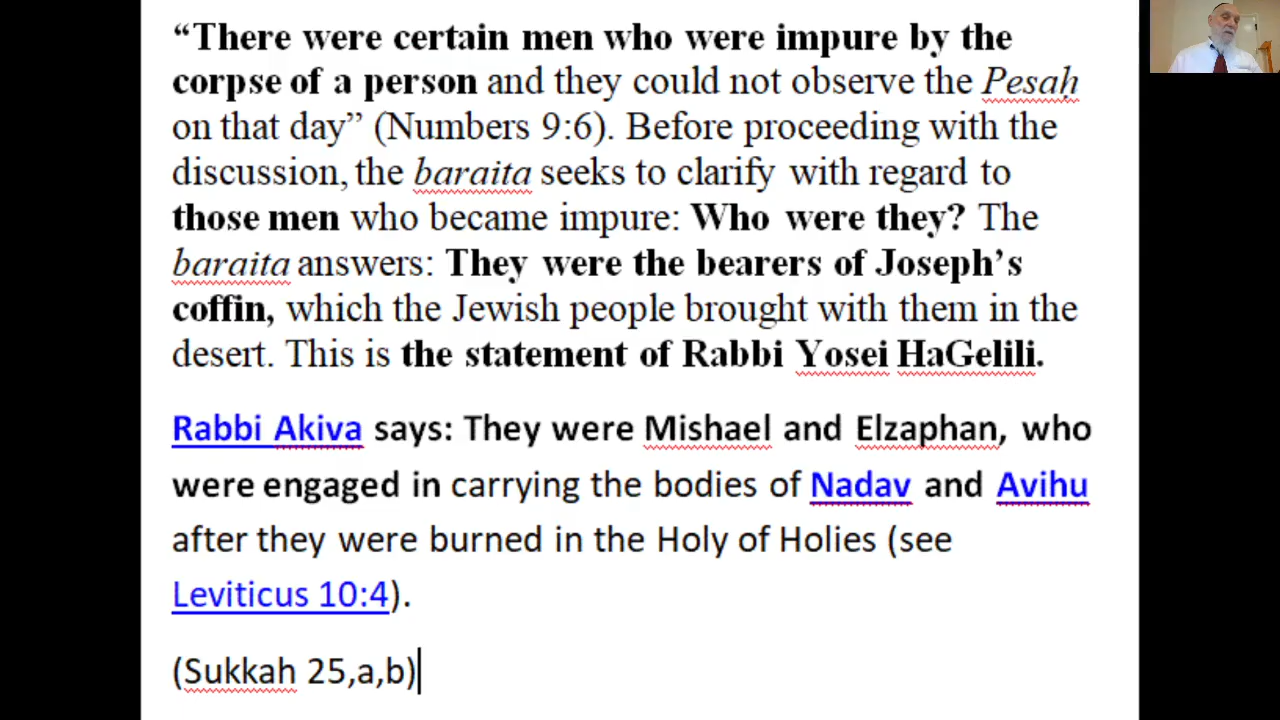 “There were certain men who were impure by the
corpse of a person and they could not observe the Pesaḥ
on that day” (Numbers 9:6). Before proceeding with the
discussion, the baraita seeks to clarify with regard to
those men who became impure: Who were they? The
baraita answers: They were the bearers of Joseph’s
coffin, which the Jewish people brought with them in the
desert. This is the statement of Rabbi Yosei HaGelili.
Rabbi Akiva says: They were Mishael and Elzaphan, who
were engaged in carrying the bodies of Nadav and Avihu
after they were burned in the Holy of Holies (see
Leviticus 10:4).
(Sukkah 25,a,b)